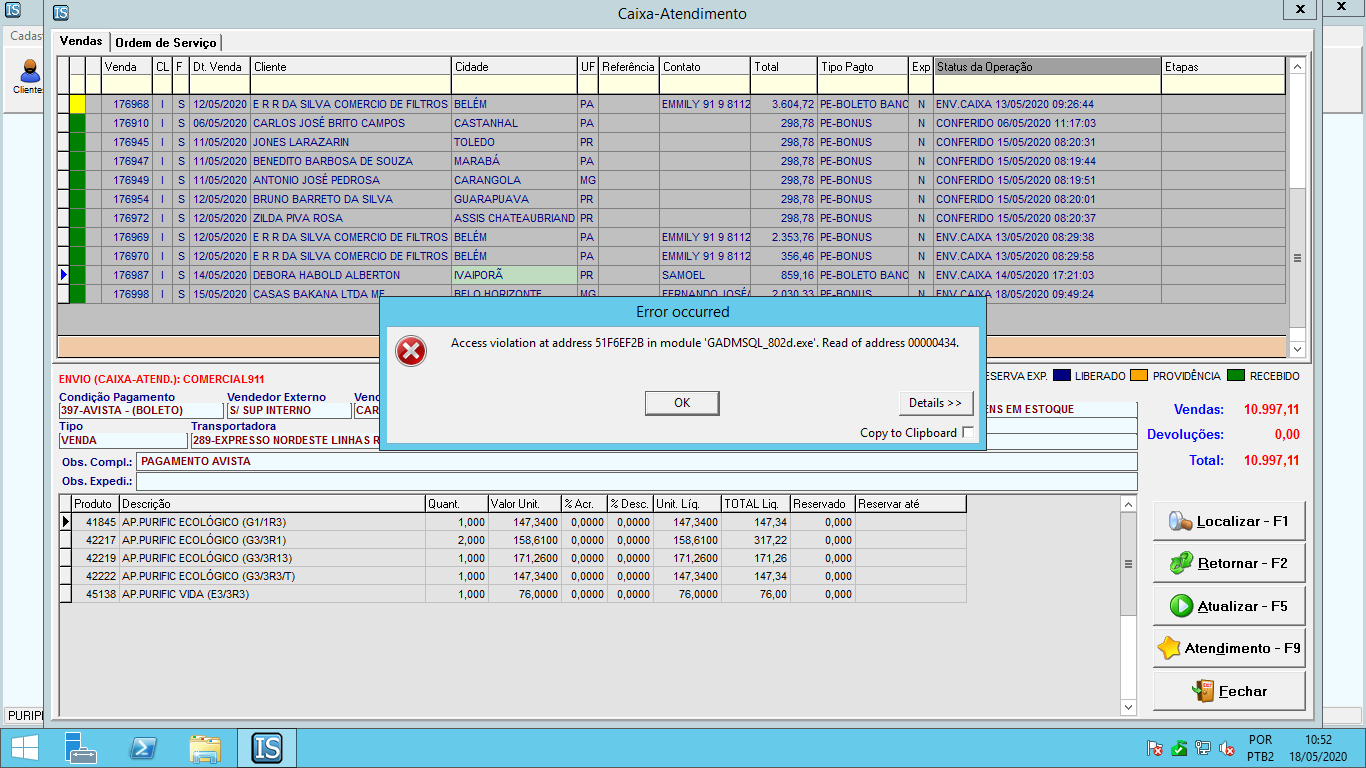 IS IS Caixa-Atendimento x x
Cadas
Clientes
Vendas Ordem de Serviço
Venda CL F Dt. Venda Cliente Cidade UF Referência Contato Total Tipo Pagto Exp Status da Operação Etapas
176968 I S 12/05/2020 E R R DA SILVA COMERCIO DE FILTROS BELÉM PA EMMILY 91 9 8112 3.604,72 PE-BOLETO BANC N ENV.CAIXA 13/05/2020 09:26:44
176910 I S 06/05/2020 CARLOS JOSÉ BRITO CAMPOS CASTANHAL PA 298,78 PE-BONUS N CONFERIDO 06/05/2020 11:17:03
176945 I S 11/05/2020 JONES LARAZARIN TOLEDO PR 298,78 PE-BONUS N CONFERIDO 15/05/2020 08:20:31
176947 I S 11/05/2020 BENEDITO BARBOSA DE SOUZA MARABÁ PA 298,78 PE-BONUS N CONFERIDO 15/05/2020 08:19:44
176949 I S 11/05/2020 ANTONIO JOSÉ PEDROSA CARANGOLA MG 298,78 PE-BONUS N CONFERIDO 15/05/2020 08:19:51
176954 I S 12/05/2020 BRUNO BARRETO DA SILVA GUARAPUAVA PR 298,78 PE-BONUS N CONFERIDO 15/05/2020 08:20:01
176972 I S 12/05/2020 ZILDA PIVA ROSA ASSIS CHATEAUBRIAND PR 298,78 PE-BONUS N CONFERIDO 15/05/2020 08:20:37
176969 I S 12/05/2020 E R R DA SILVA COMERCIO DE FILTROS BELÉM PA EMMILY 91 9 8112 2.353,76 PE-BONUS N ENV.CAIXA 13/05/2020 08:29:38
176970 I S 12/05/2020 E R R DA SILVA COMERCIO DE FILTROS BELÉM PA EMMILY 91 9 8112 356,46 PE-BONUS N ENV.CAIXA 13/05/2020 08:29:58
176987 I S 14/05/2020 DEBORA HABOLD ALBERTON IVAIPORÃ PR SAMOEL 859,16 PE-BOLETO BANC N ENV.CAIXA 14/05/2020 17:21:03
176998 I S 15/05/2020 CASAS BAKANA LTDA ME BELO HORIZONTE MG FERNANDO JOSÉ/ 2.030,33 PE-BONUS N ENV.CAIXA 18/05/2020 09:49:24
Error occurred
Access violation at address 51F6EF2B in module 'GADMSQL_802d.exe'. Read of address 00000434.
OK Details >>
Copy to Clipboard
ENVIO (CAIXA-ATEND.): COMERCIAL911 SERVA EXP. LIBERADO PROVIDÊNCIA RECEBIDO
Condição Pagamento Vendedor Externo Venc
397-AVISTA - (BOLETO) S/ SUP INTERNO CAR ENS EM ESTOQUE Vendas: 10.997,11
Tipo Transportadora
VENDA 289-EXPRESSO NORDESTE LINHAS R Devoluções: 0,00
Obs. Compl.: PAGAMENTO AVISTA Total: 10.997,11
Obs. Expedi.:
Produto Descrição Quant. Valor Unit. % Acr. % Desc. Unit. Líq. TOTAL Liq. Reservado Reservar até
41845 AP.PURIFIC ECOLÓGICO (G1/1R3) 1,000 147,3400 0,0000 0,0000 147,3400 147,34 0,000
42217 AP.PURIFIC ECOLÓGICO (G3/3R1) 2,000 158,6100 0,0000 0,0000 158,6100 317,22 0,000
42219 AP.PURIFIC ECOLÓGICO (G3/3R13) 1,000 171,2600 0,0000 0,0000 171,2600 171,26 0,000
42222 AP.PURIFIC ECOLÓGICO (G3/3R3/T) 1,000 147,3400 0,0000 0,0000 147,3400 147,34 0,000
45138 AP.PURIFIC VIDA (E3/3R3) 1,000 76,0000 0,0000 0,0000 76,0000 76,00 0,000
Localizar - F1
Retornar - F2
Atualizar - F5
Atendimento - F9
Fechar
PURIPI
IS
POR 10:52
PTB2 18/05/2020